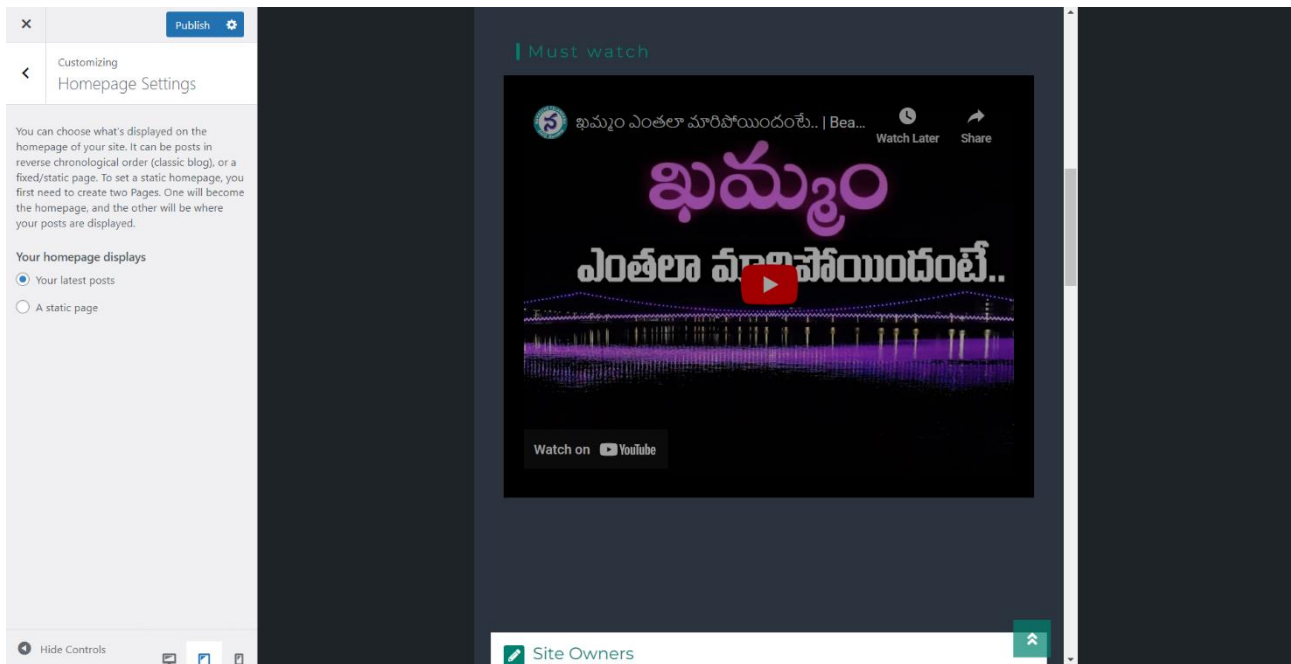 Publish
Customizing
Homepage Settings
You can choose what's displayed on the
homepage of your site. It can be posts in
reverse chronological order (classic blog), or a
fixed/static page. To set a static homepage, you
first need to create two Pages. One will become
the homepage, and the other will be where
your posts are displayed.
Your homepage displays
Your latest posts
A static page
Hide Controls
Must watch
ఖమ్మం ఎంతలా మారిపోయిందంటే.. | Bea...
Watch Later
Share
ఖమ్మం
ఎంతలా మారిపోయిందంటే..
Watch on YouTube
Site Owners